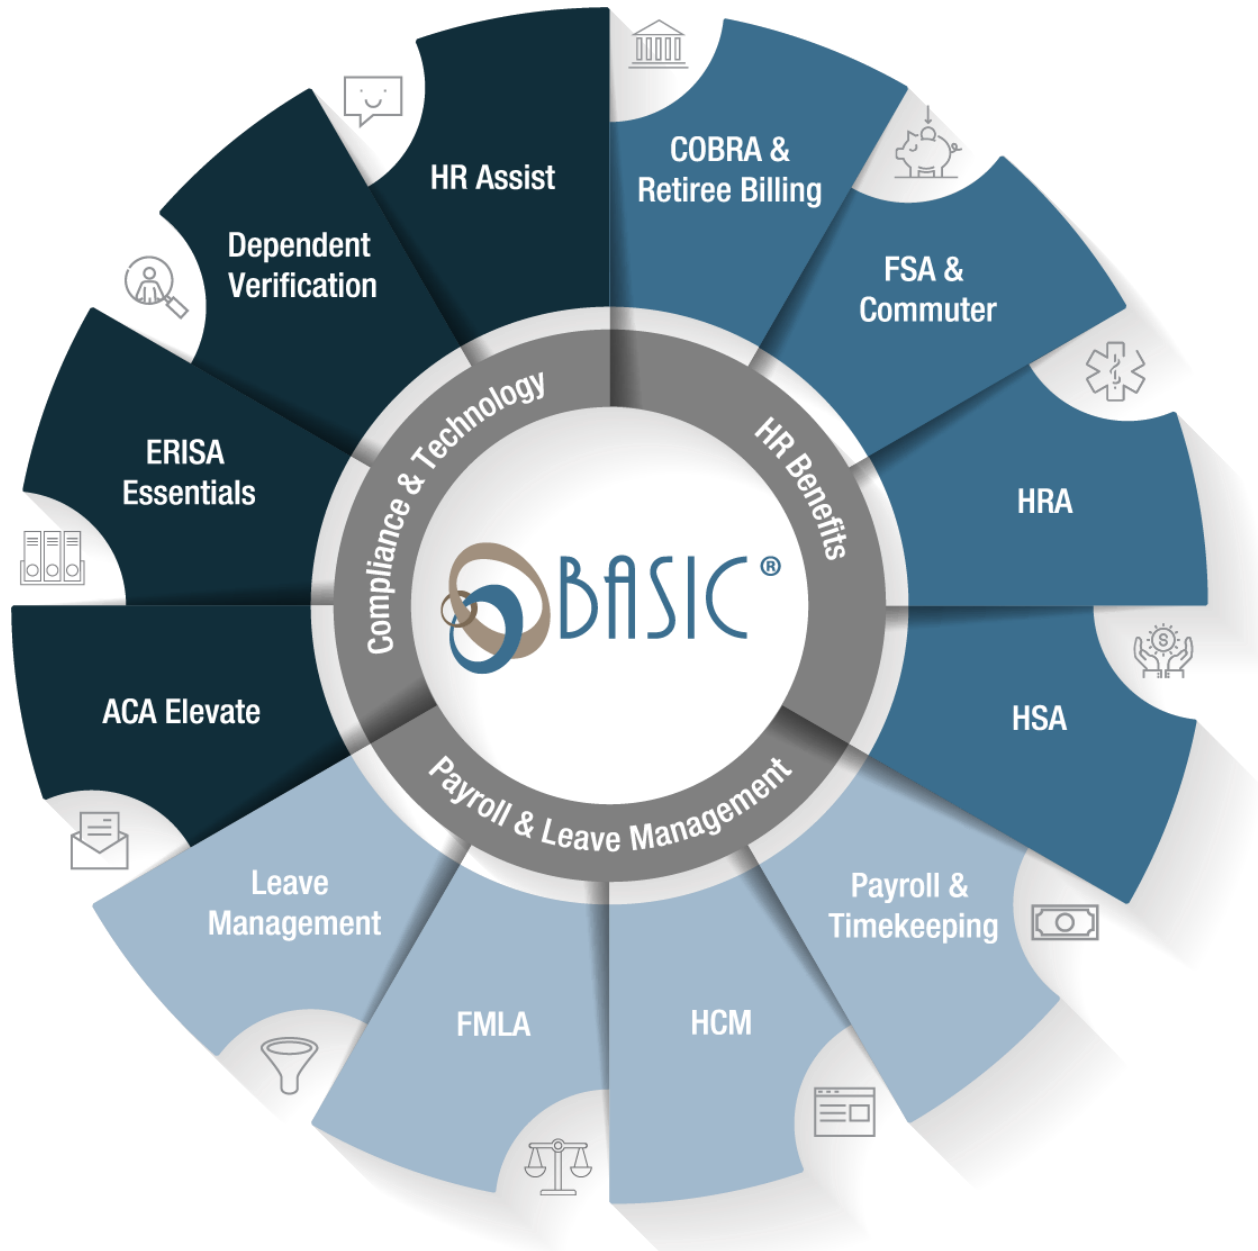 HR Assist
COBRA &
Retiree Billing
FSA &
Commuter
HRA
HSA
Payroll &
Timekeeping
HCM
FMLA
Leave
Management
ACA Elevate
ERISA
Essentials
Dependent
Verification
Compliance & Technology
HR Benefits
Payroll & Leave Management
BASIC®
$